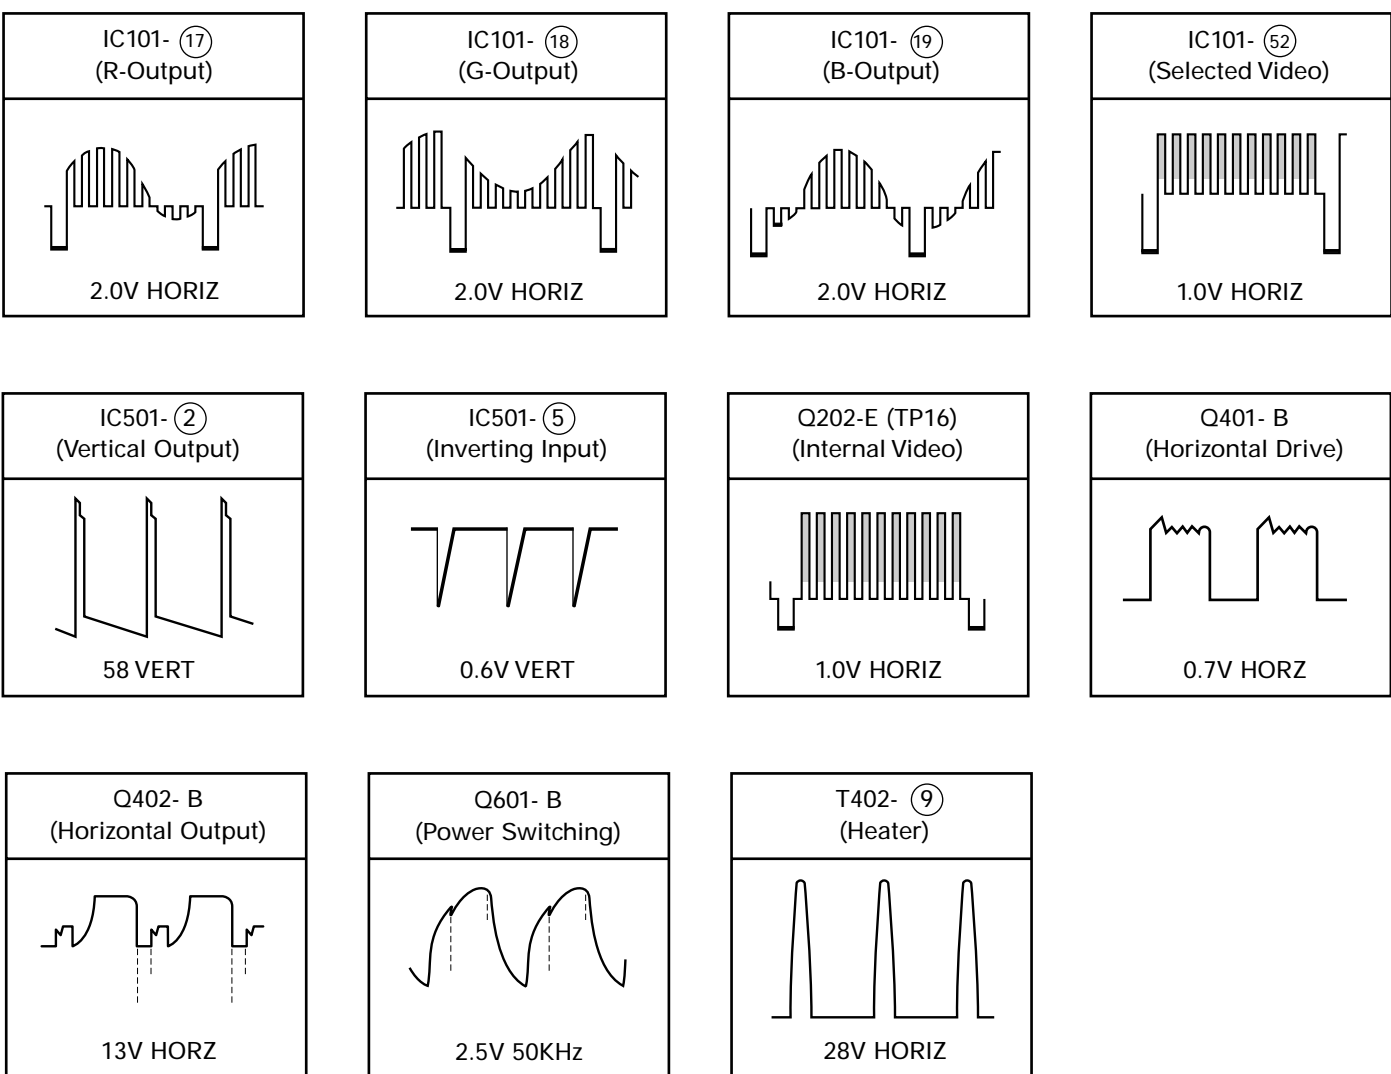 IC101- 17
(R-Output)
2.0V HORIZ
IC101- 18
(G-Output)
2.0V HORIZ
IC101- 19
(B-Output)
2.0V HORIZ
IC101- 52
(Selected Video)
1.0V HORIZ
IC501- 2
(Vertical Output)
58 VERT
IC501- 5
(Inverting Input)
0.6V VERT
Q202-E (TP16)
(Internal Video)
1.0V HORIZ
Q401- B
(Horizontal Drive)
0.7V HORZ
Q402- B
(Horizontal Output)
13V HORZ
Q601- B
(Power Switching)
2.5V 50KHz
T402- 9
(Heater)
28V HORIZ